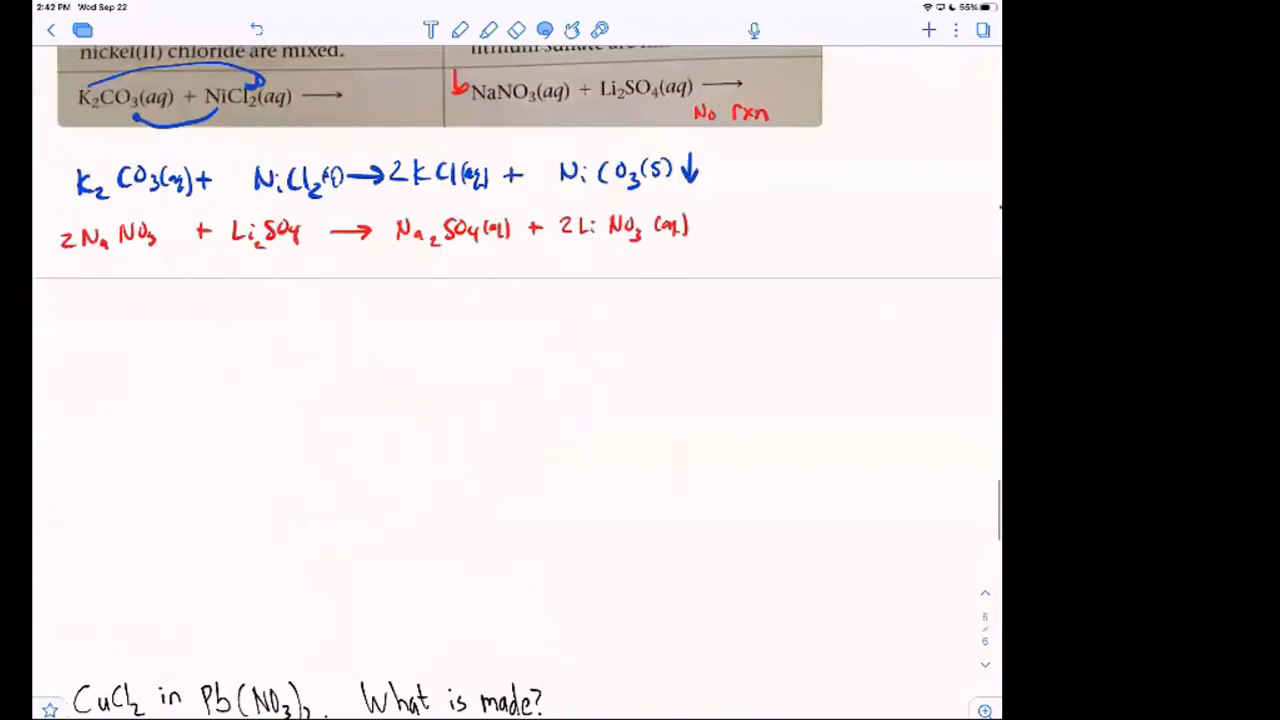 2:42 PM Wed Sep 22
55%
nickel(II) chloride are mixed.
K₂CO₃(aq) + NiCl₂(aq) ⟶
NaNO₃(aq) + Li₂SO₄(aq) ⟶
No rxn
K₂CO₃(aq) + NiCl₂ → 2KCl(aq) + NiCO₃(s) ↓
2NaNO₃ + Li₂SO₄ → Na₂SO₄(aq) + 2LiNO₃(aq)
5
/
6
CuCl₂ in Pb(NO₃)₂. What is made?